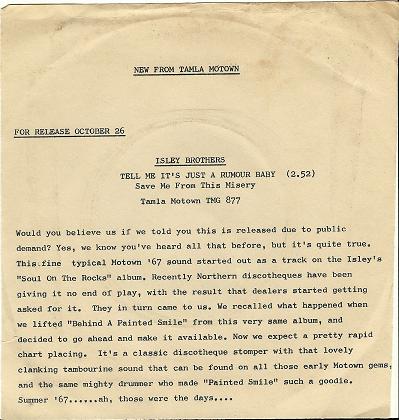 NEW FROM TAMLA MOTOWN
FOR RELEASE OCTOBER 26
ISLEY BROTHERS
TELL ME IT'S JUST A RUMOUR BABY (2.52)
Save Me From This Misery
Tamla Motown TMG 877
Would you believe us if we told you this is released due to public
demand? Yes, we know you've heard all that before, but it's quite true.
This fine typical Motown '67 sound started out as a track on the Isley's
"Soul On The Rocks" album. Recently Northern discotheques have been
giving it no end of play, with the result that dealers started getting
asked for it. They in turn came to us. We recalled what happened when
we lifted "Behind A Painted Smile" from this very same album, and
decided to go ahead and make it available. Now we expect a pretty rapid
chart placing. It's a classic discotheque stomper with that lovely
clanking tambourine sound that can be found on all those early Motown gems,
and the same mighty drummer who made "Painted Smile" such a goodie.
Summer '67......ah, those were the days....